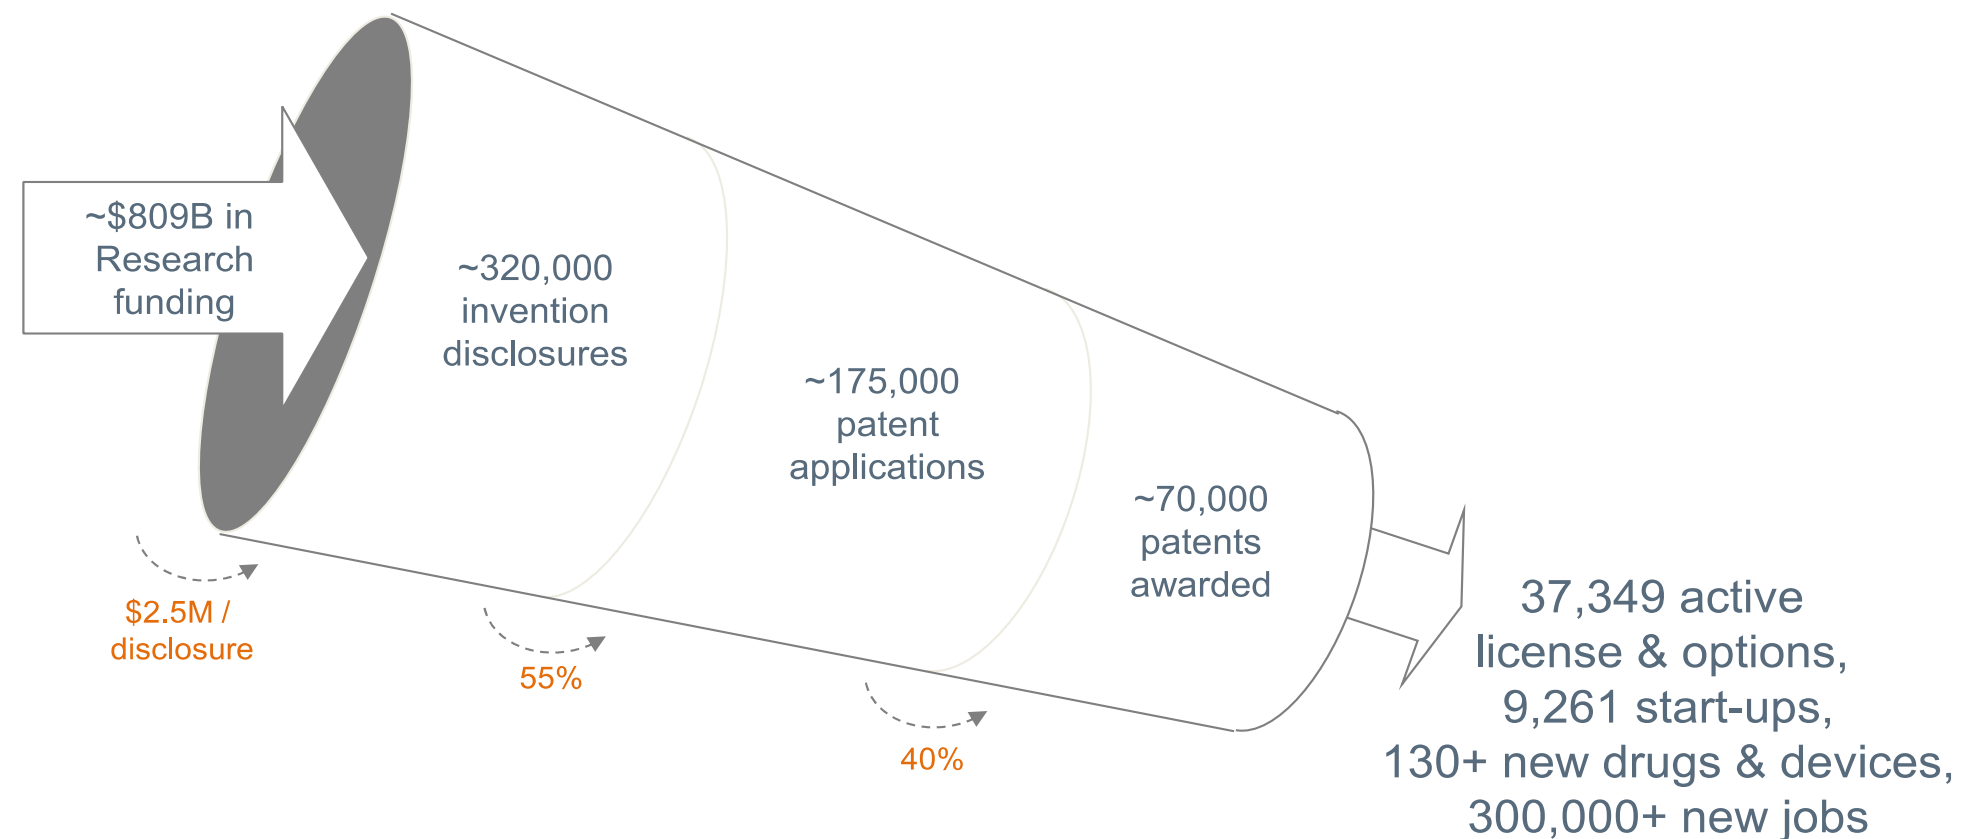 ~$809B in
Research
funding
~320,000
invention
disclosures
~175,000
patent
applications
~70,000
patents
awarded
$2.5M /
disclosure
55%
40%
37,349 active
license & options,
9,261 start-ups,
130+ new drugs & devices,
300,000+ new jobs